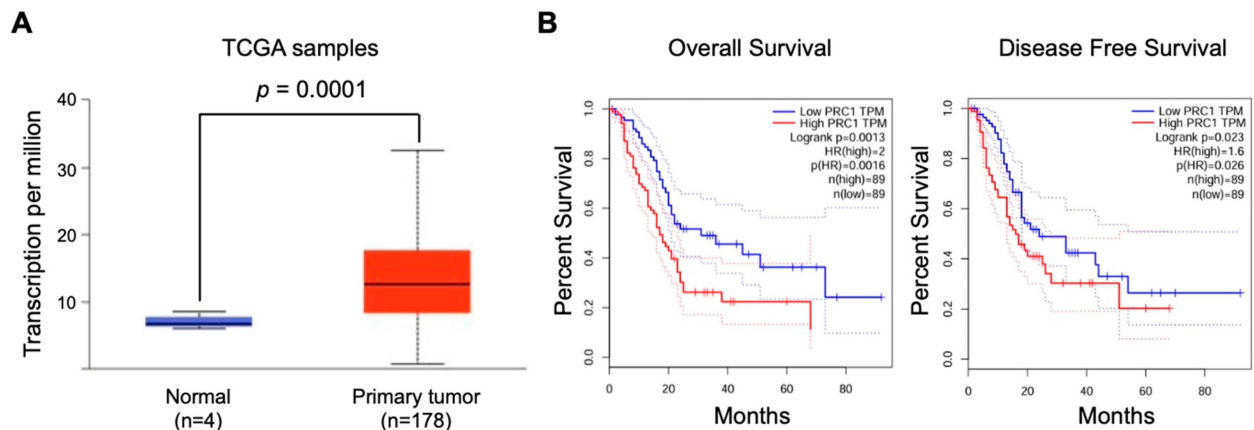 A
TCGA samples
p = 0.0001
Transcription per million
40
30
20
10
Normal
(n=4)
Primary tumor
(n=178)
B
Overall Survival
Percent Survival
1.0
0.8
0.6
0.4
0.2
0.0
Low PRC1 TPM
High PRC1 TPM
Logrank p=0.0013
HR(high)=2
p(HR)=0.0016
n(high)=89
n(low)=89
0 20 40 60 80
Months
Disease Free Survival
Percent Survival
1.0
0.8
0.6
0.4
0.2
0.0
Low PRC1 TPM
High PRC1 TPM
Logrank p=0.023
HR(high)=1.6
p(HR)=0.026
n(high)=89
n(low)=89
0 20 40 60 80
Months